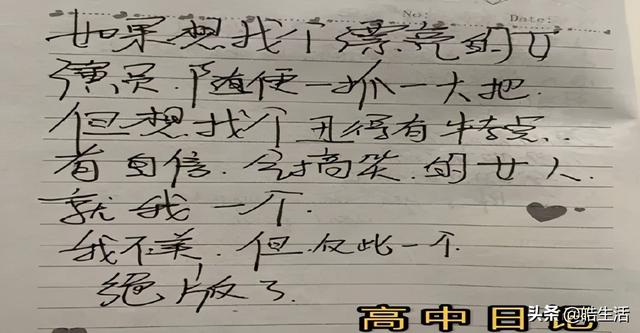 No:
Date:
如果想找个漂亮的女
演员.随便一抓一大把.
但想找个丑得有特点..
有自信.会搞笑.的女人.
就我一个.
我不美.但仅此一个.
绝版了.
高中日记
头条 @皓生活